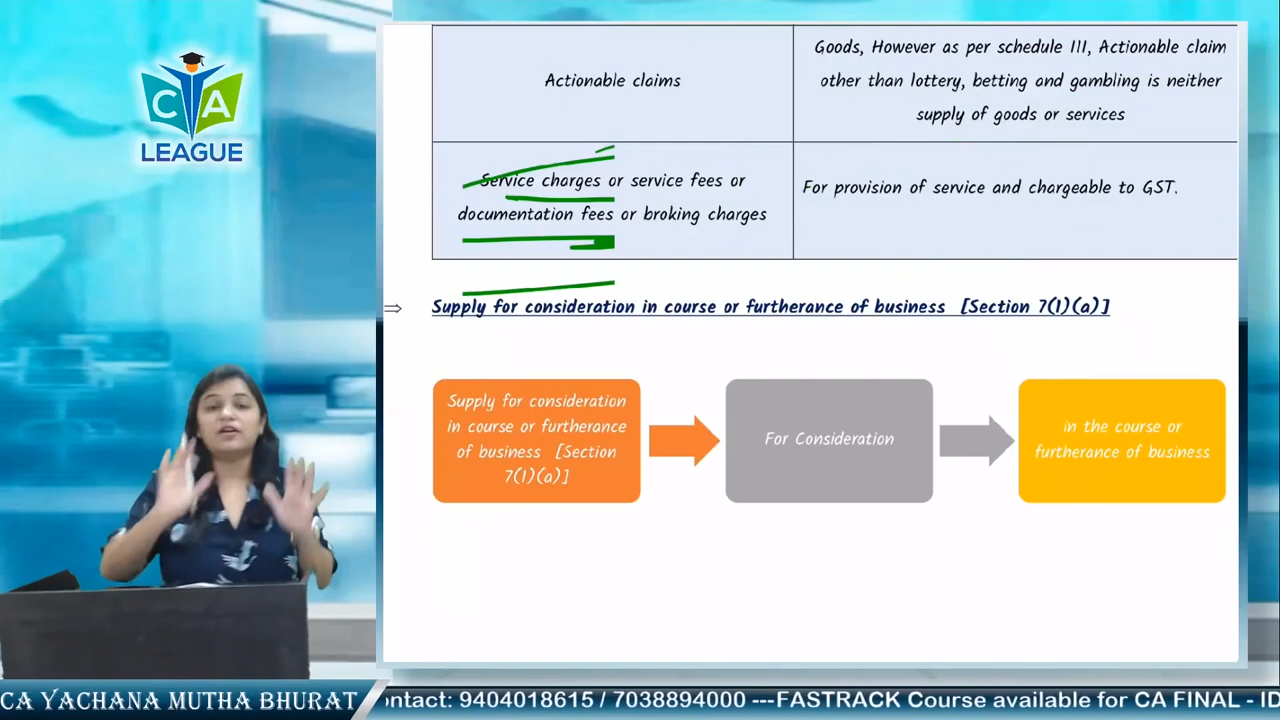 C A
LEAGUE
Actionable claims
Goods, However as per schedule III, Actionable claim
other than lottery, betting and gambling is neither
supply of goods or services
Service charges or service fees or
documentation fees or broking charges
For provision of service and chargeable to GST.
⇒ Supply for consideration in course or furtherance of business [Section 7(1)(a)]
Supply for consideration
in course or furtherance
of business [Section
7(1)(a)]
For Consideration
in the course or
furtherance of business
CA YACHANA MUTHA BHURAT
ontact: 9404018615 / 7038894000 ---FASTRACK Course available for CA FINAL - ID